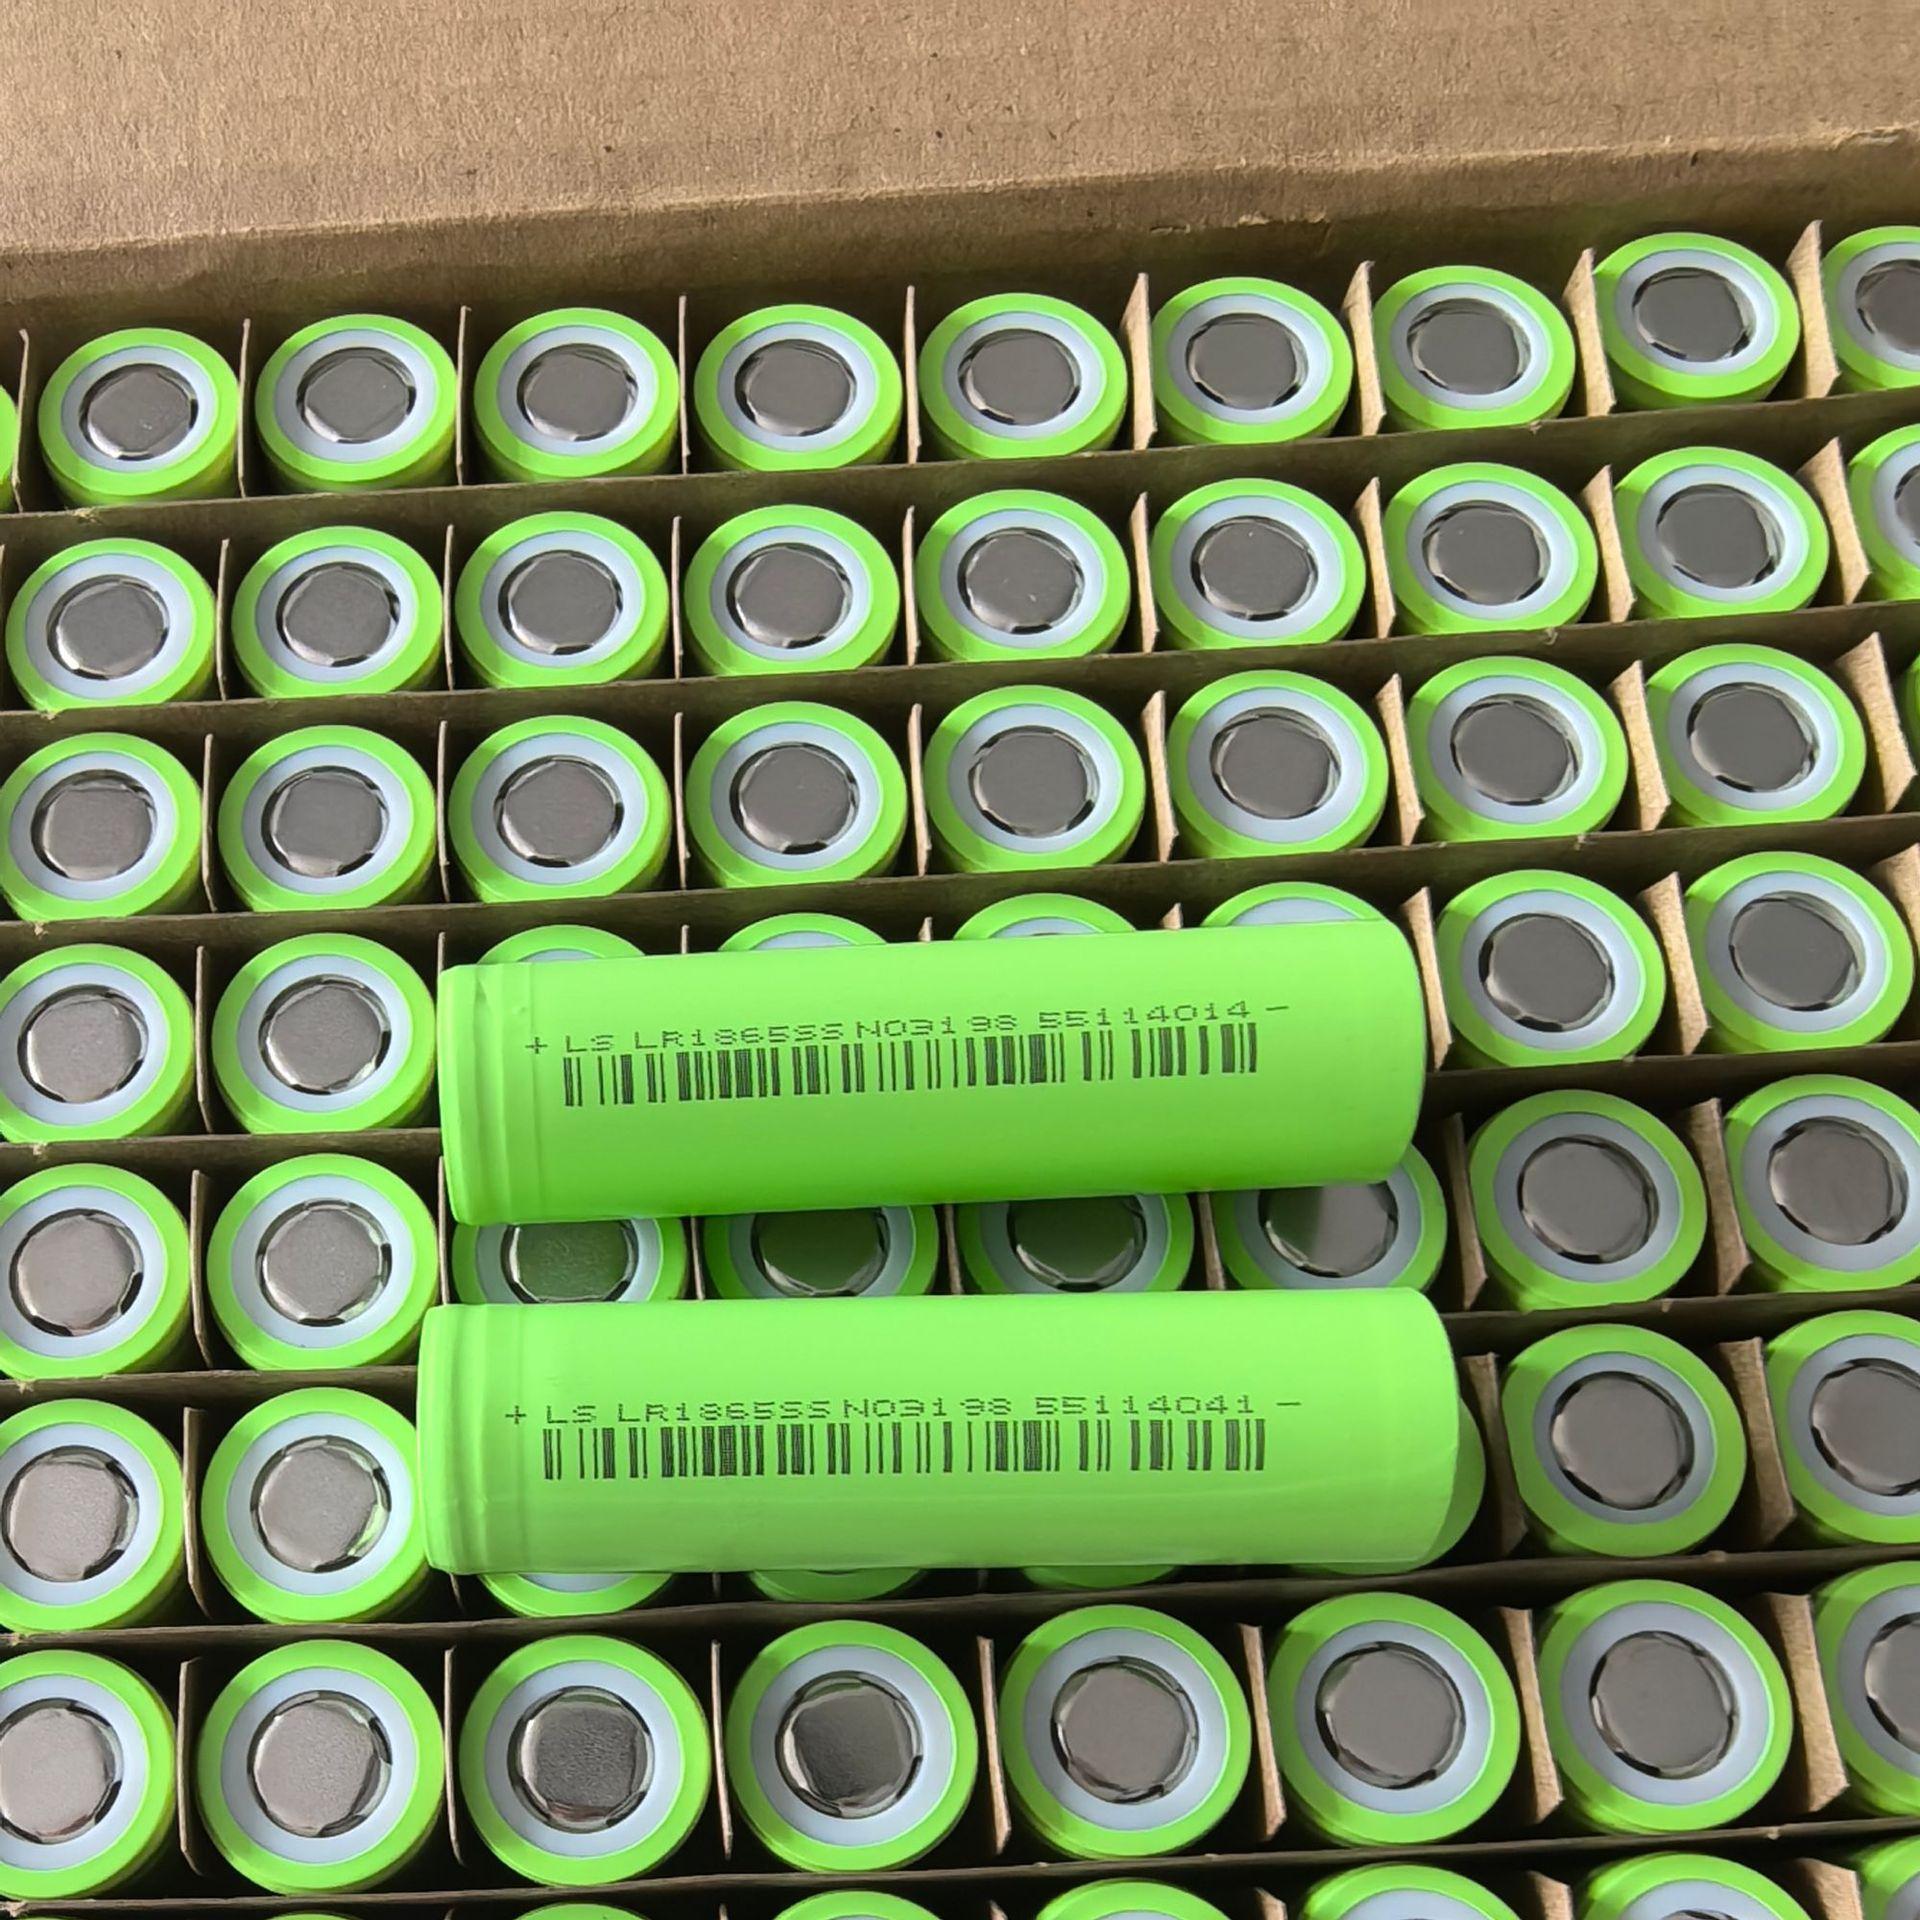 + LS LR1865SS N03198 55114014 -
+ LS LR1865SS N03198 55114041 -